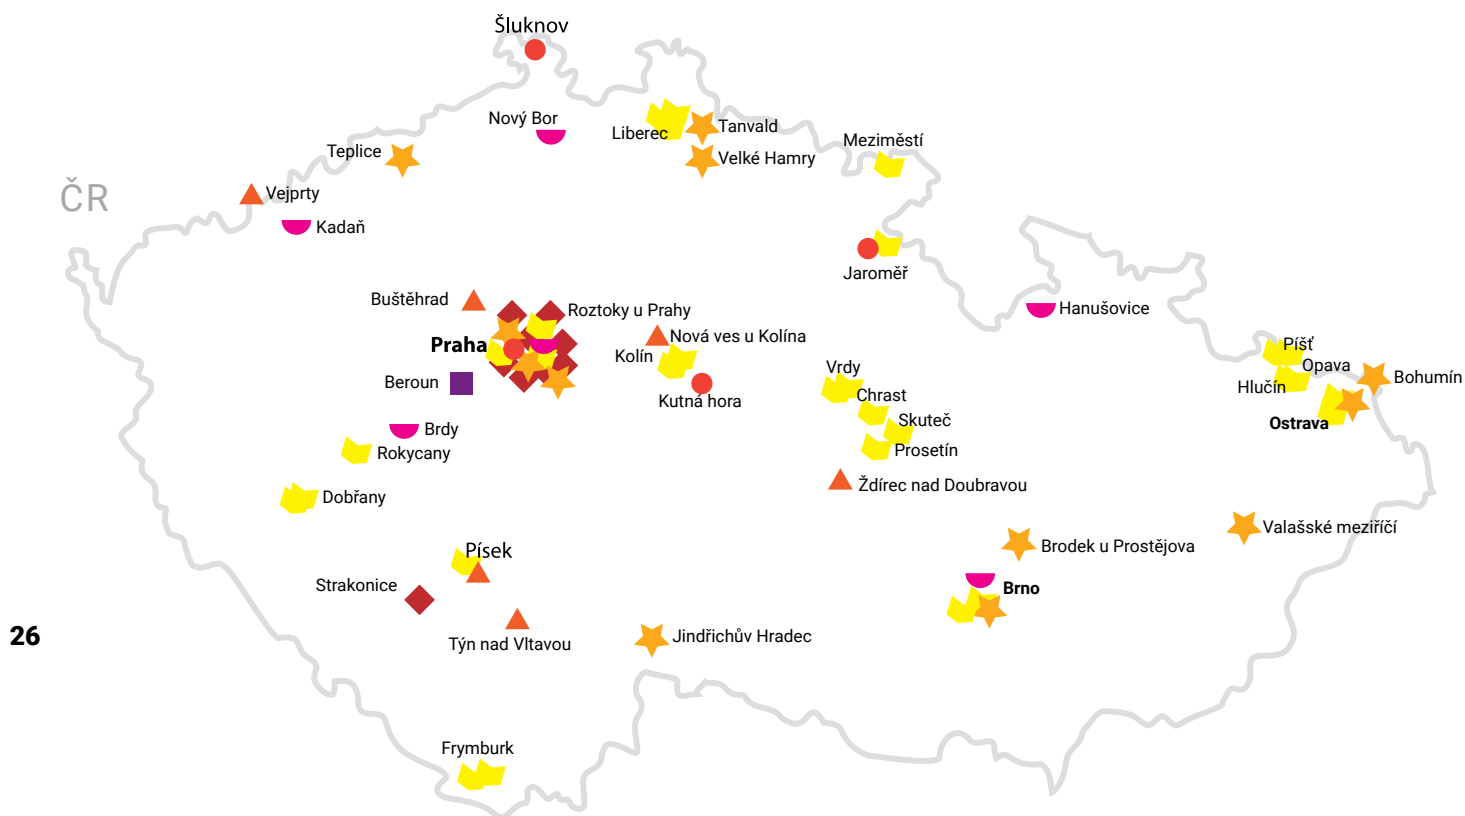 Šluknov
Nový Bor
Liberec
Tanvald
Meziměstí
Teplice
Velké Hamry
ČR
Vejprty
Kadaň
Jaroměř
Buštěhrad
Roztoky u Prahy
Hanušovice
Praha
Nová ves u Kolína
Kolín
Píšť
Opava
Beroun
Vrdy
Hlučín
Bohumín
Kutná hora
Chrast
Skuteč
Ostrava
Brdy
Rokycany
Prosetín
Ždírec nad Doubravou
Dobřany
Valašské meziříčí
Písek
Brodek u Prostějova
Strakonice
Brno
26
Týn nad Vltavou
Jindřichův Hradec
Frymburk